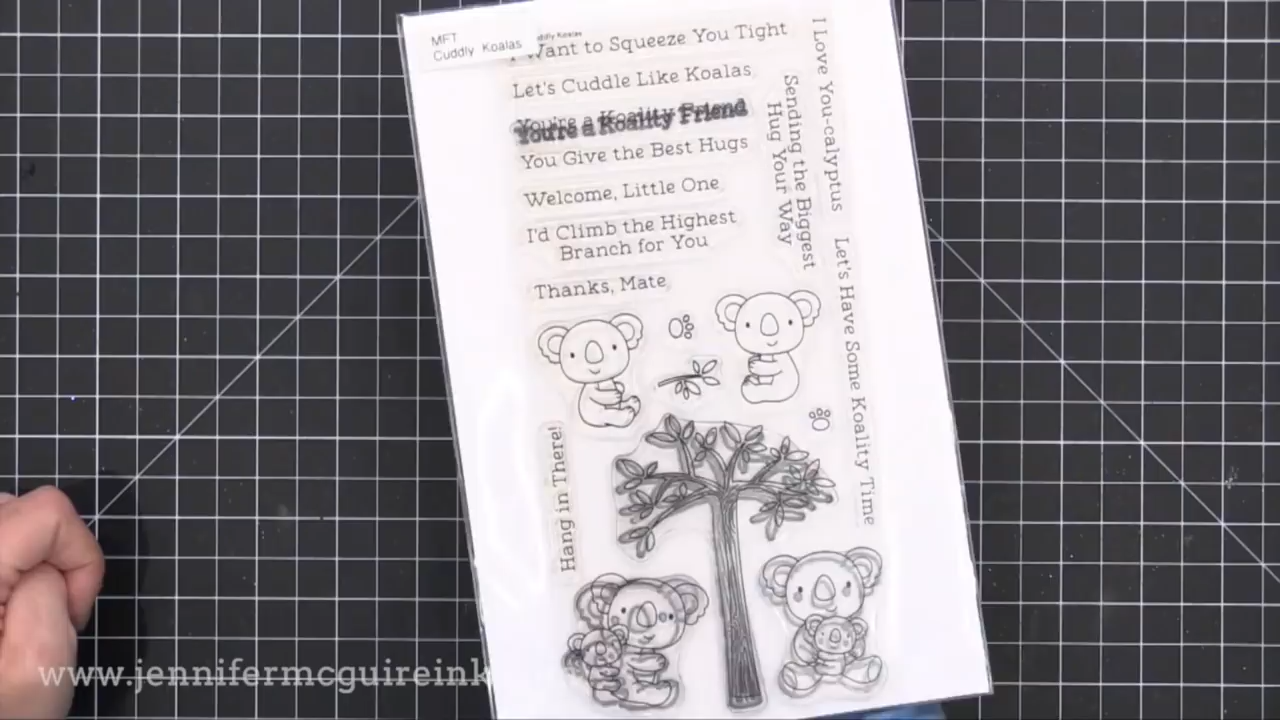 MFT
Cuddly Koalas
Cuddly Koalas
I Want to Squeeze You Tight
Let's Cuddle Like Koalas
You're a Koality Friend
You Give the Best Hugs
Welcome, Little One
I'd Climb the Highest
Branch for You
Thanks, Mate
I Love You-calyptus
Sending the Biggest
Hug Your Way
Let's Have Some Koality Time
Hang in There!
www.jennifermcguireink